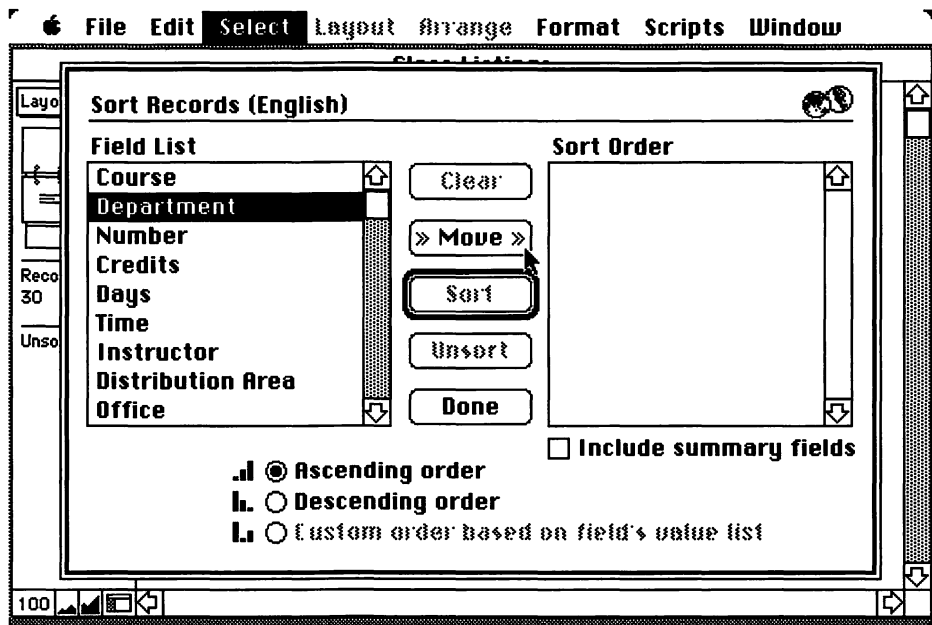 File Edit Select Layout Arrange Format Scripts Window
Layo
Sort Records (English)
Field List
Sort Order
Course
Department
Number
Credits
Days
Time
Instructor
Distribution Area
Office
Clear
» Move »
Sort
Unsort
Done
Include summary fields
Ascending order
Descending order
Custom order based on field's value list
Reco
30
Unso
100